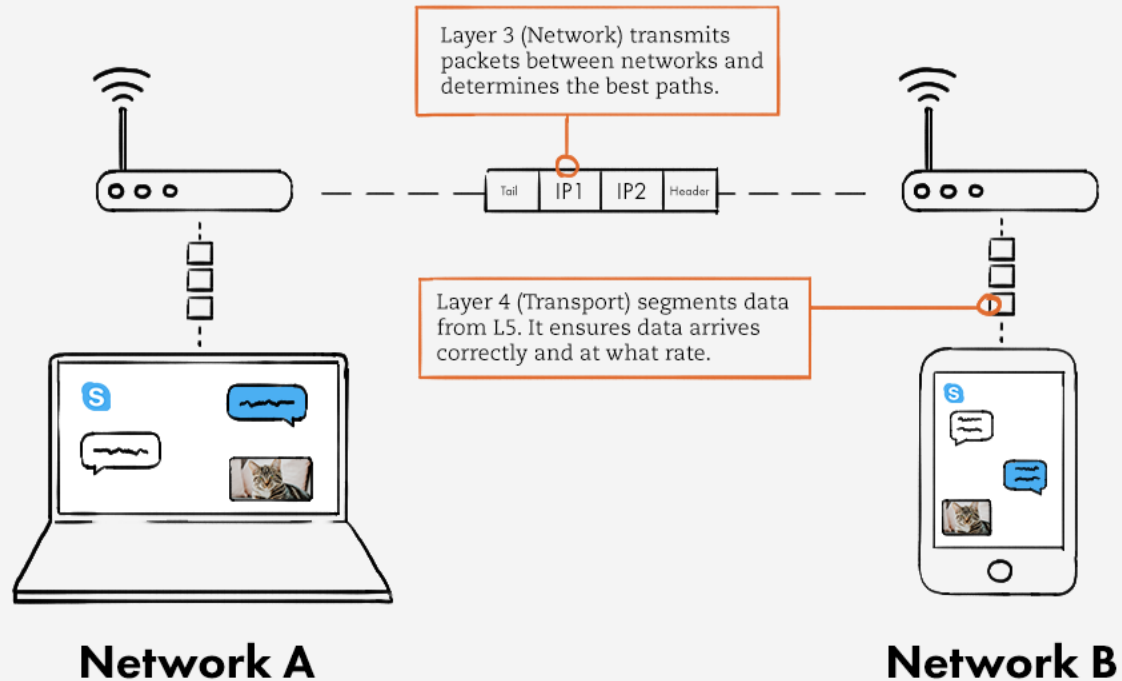 Layer 3 (Network) transmits
packets between networks and
determines the best paths.
Tail IP1 IP2 Header
Layer 4 (Transport) segments data
from L5. It ensures data arrives
correctly and at what rate.
S
S
Network A
Network B